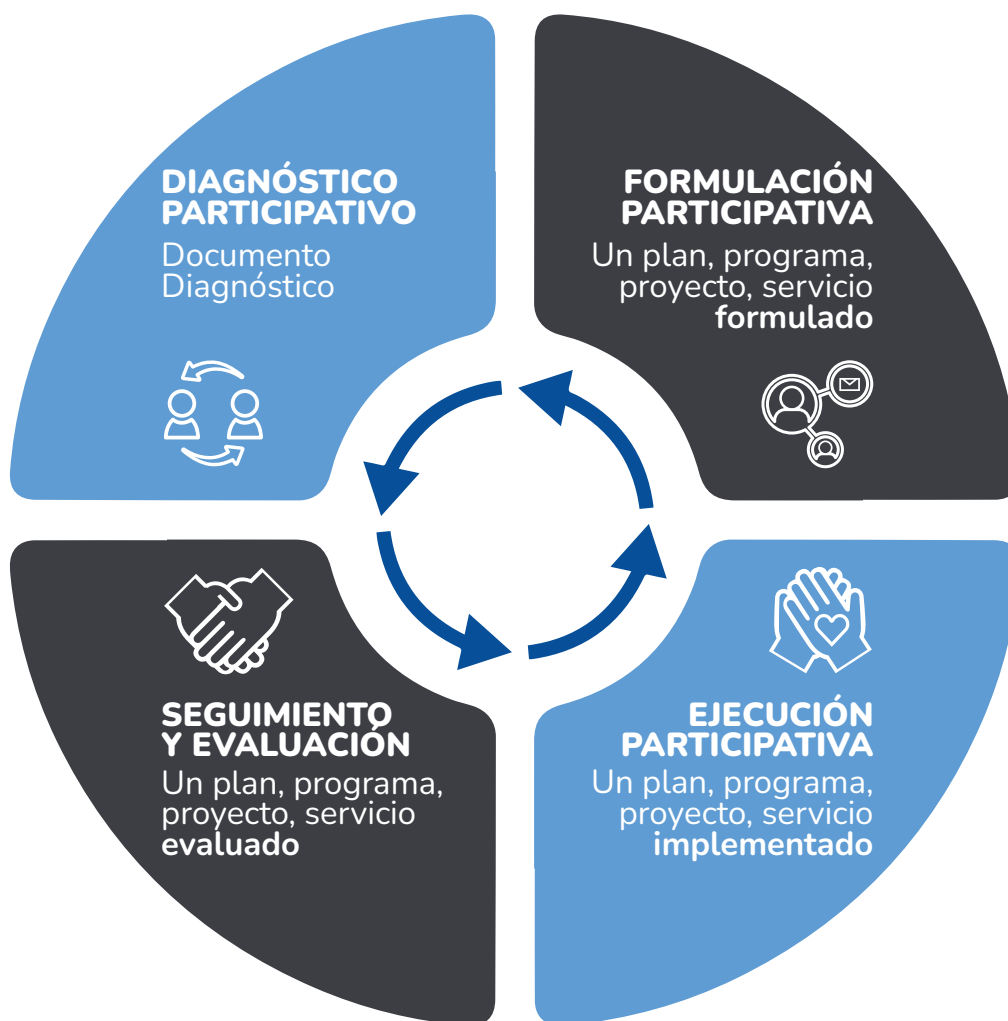 DIAGNÓSTICO
PARTICIPATIVO
Documento
Diagnóstico
FORMULACIÓN
PARTICIPATIVA
Un plan, programa,
proyecto, servicio
formulado
SEGUIMIENTO
Y EVALUACIÓN
Un plan, programa,
proyecto, servicio
evaluado
EJECUCIÓN
PARTICIPATIVA
Un plan, programa,
proyecto, servicio
implementado